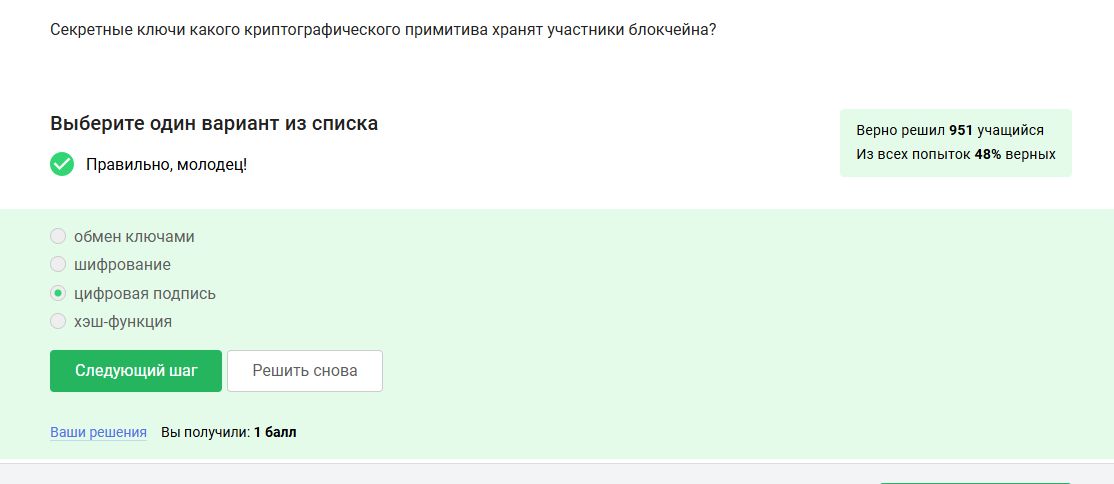 Секретные ключи какого криптографического примитива хранят участники блокчейна?
Выберите один вариант из списка
Правильно, молодец!
Верно решил 951 учащийся
Из всех попыток 48% верных
обмен ключами
шифрование
цифровая подпись
хэш-функция
Следующий шаг
Решить снова
Ваши решения
Вы получили: 1 балл